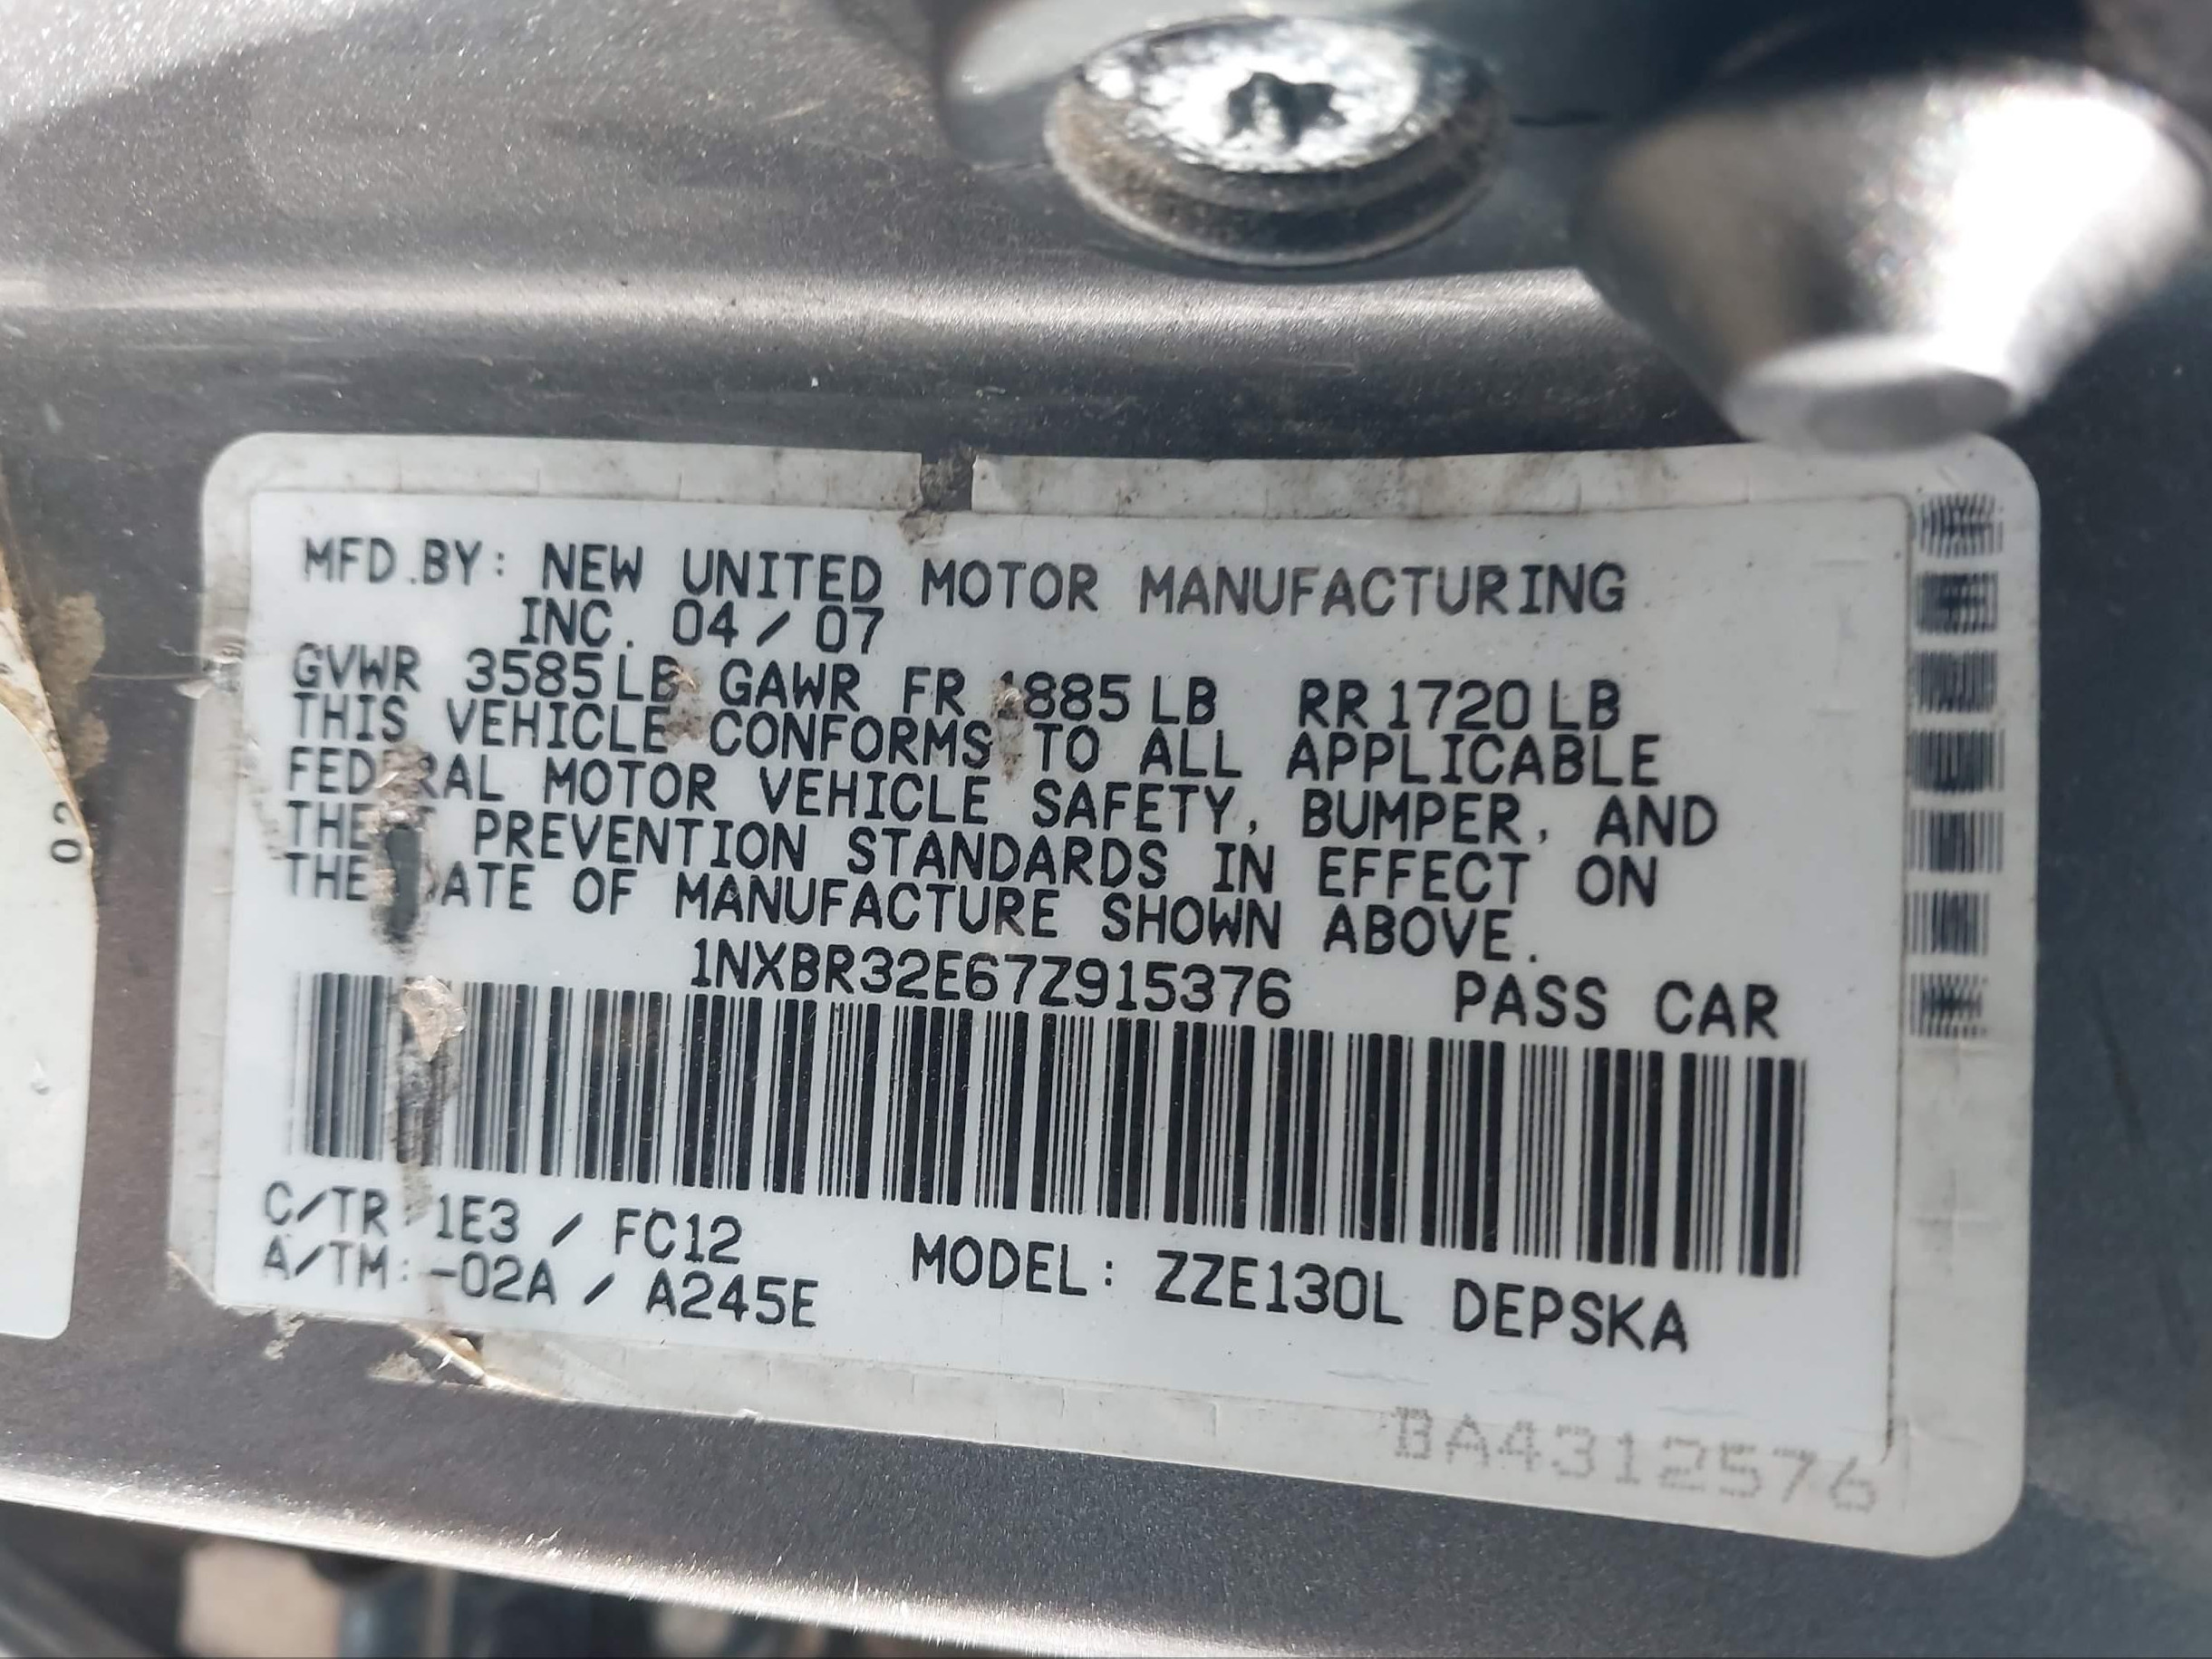 MFD.BY: NEW UNITED MOTOR MANUFACTURING
INC. 04/07
GVWR 3585LB GAWR FR 1885LB RR1720LB
THIS VEHICLE CONFORMS TO ALL APPLICABLE
FEDERAL MOTOR VEHICLE SAFETY, BUMPER, AND
THEFT PREVENTION STANDARDS IN EFFECT ON
THE DATE OF MANUFACTURE SHOWN ABOVE.
1NXBR32E67Z915376 PASS CAR
C/TR: 1E3 / FC12
A/TM: -02A / A245E
MODEL: ZZE130L DEPSKA
BA4312576
02